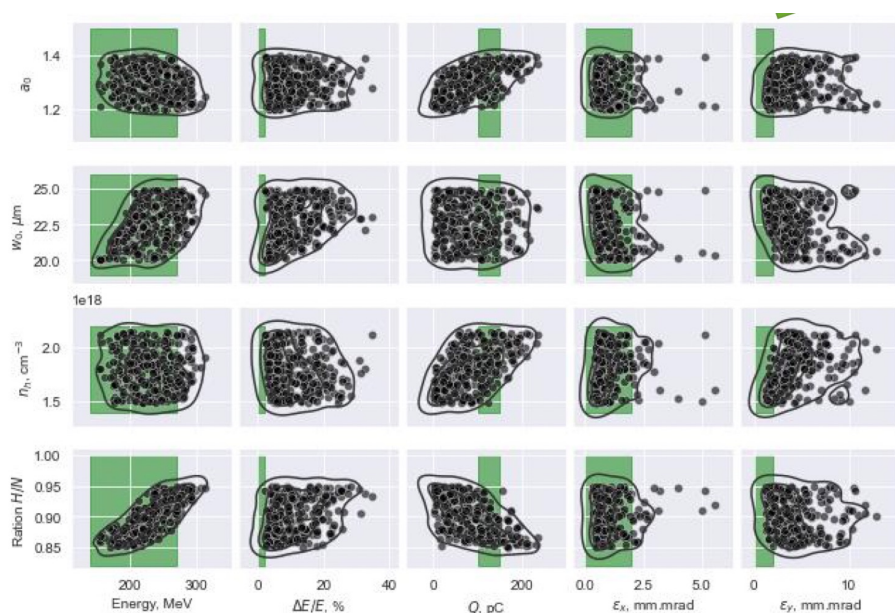 1.4
a₀
1.2
25.0
w₀, μm
22.5
20.0
1e18
2.0
n_h, cm⁻³
1.5
1.00
Ration H/N
0.95
0.90
0.85
200 300 0 20 40 0 200 0.0 2.5 5.0 0 10
Energy, MeV ΔE/E, % Q, pC εₓ, mm.mrad ε_y, mm.mrad